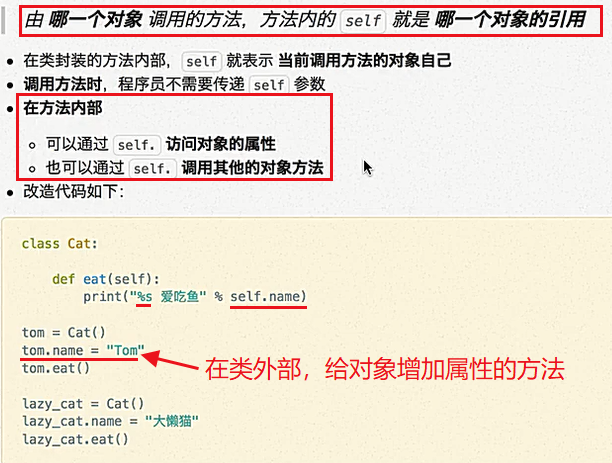 由 哪一个对象 调用的方法，方法内的 self 就是 哪一个对象的引用
在类封装的方法内部，self 就表示 当前调用方法的对象自己
调用方法时，程序员不需要传递 self 参数
在方法内部
可以通过 self. 访问对象的属性
也可以通过 self. 调用其他的对象方法
改造代码如下：
class Cat:
def eat(self):
print("%s 爱吃鱼" % self.name)
tom = Cat()
tom.name = "Tom"
在类外部，给对象增加属性的方法
tom.eat()
lazy_cat = Cat()
lazy_cat.name = "大懒猫"
lazy_cat.eat()